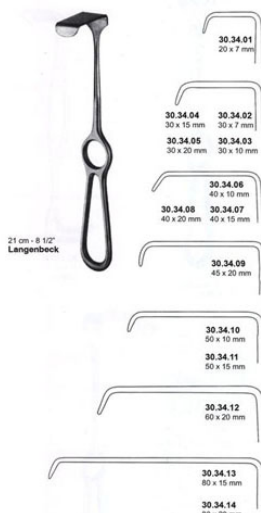 30.34.01
20 x 7 mm
30.34.04 30.34.02
30 x 15 mm 30 x 7 mm
30.34.05 30.34.03
30 x 20 mm 30 x 10 mm
30.34.06
40 x 10 mm
30.34.08 30.34.07
40 x 20 mm 40 x 15 mm
21 cm - 8 1/2"
Langenbeck
30.34.09
45 x 20 mm
30.34.10
50 x 10 mm
30.34.11
50 x 15 mm
30.34.12
60 x 20 mm
30.34.13
80 x 15 mm
30.34.14